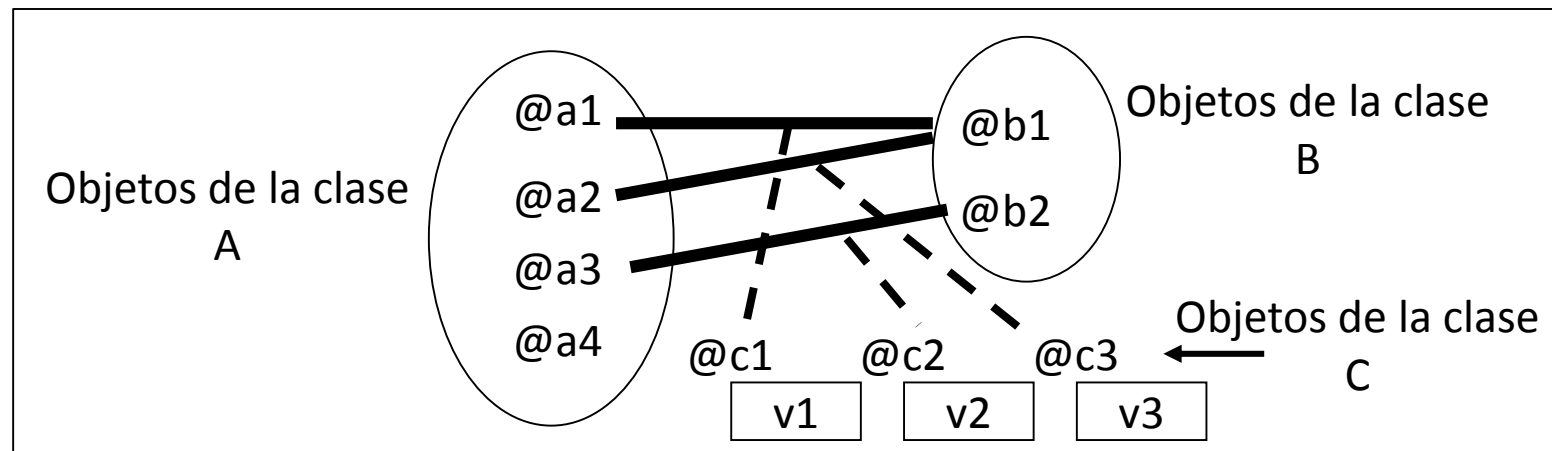 Objetos de la clase
A
@a1
@a2
@a3
@a4
@b1
@b2
Objetos de la clase
B
@c1
@c2
@c3
v1
v2
v3
Objetos de la clase
C